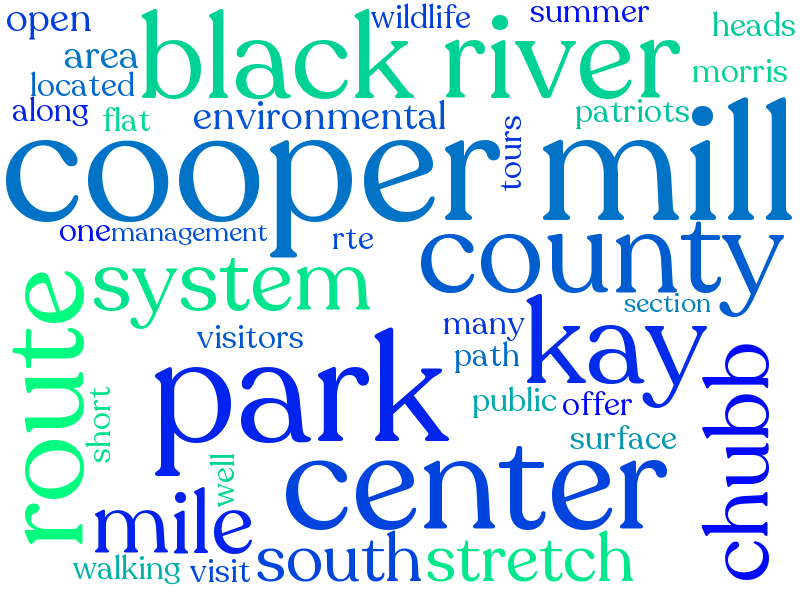 open
wildlife
summer
heads
area
black river
morris
located
along
flat
environmental
patriots
tours
cooper mill
one
management
rte
county
system
route
section
visitors
many
kay
path
park
chubb
short
public
offer
surface
well
center
mile
walking
visit
south
stretch